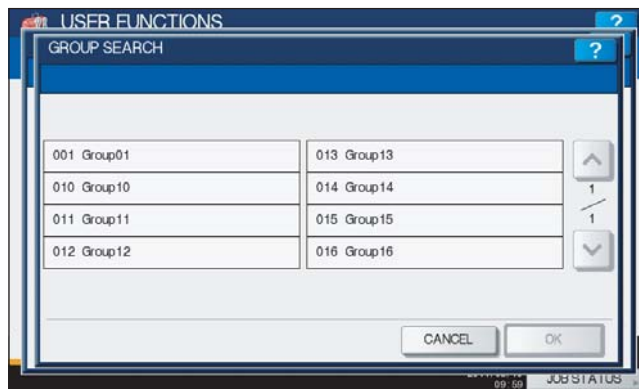 USER FUNCTIONS
?
GROUP SEARCH
?
001 Group01
013 Group13
010 Group10
014 Group14
1
011 Group11
015 Group15
1
012 Group12
016 Group16
CANCEL
OK
09:59
JOB STATUS